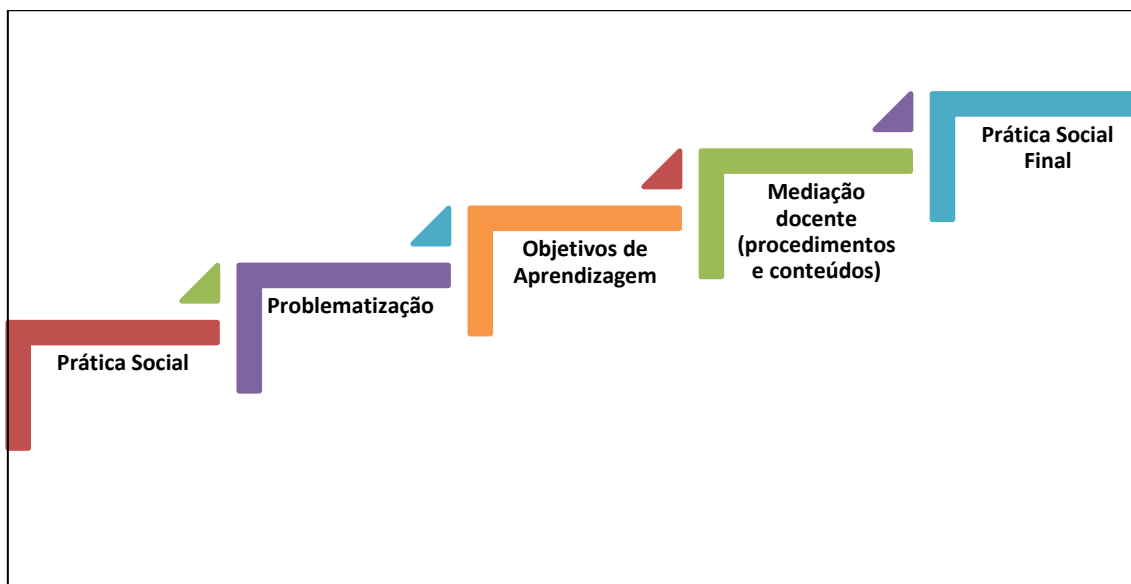 Prática Social
Problematização
Objetivos de
Aprendizagem
Mediação
docente
(procedimentos
e conteúdos)
Prática Social
Final